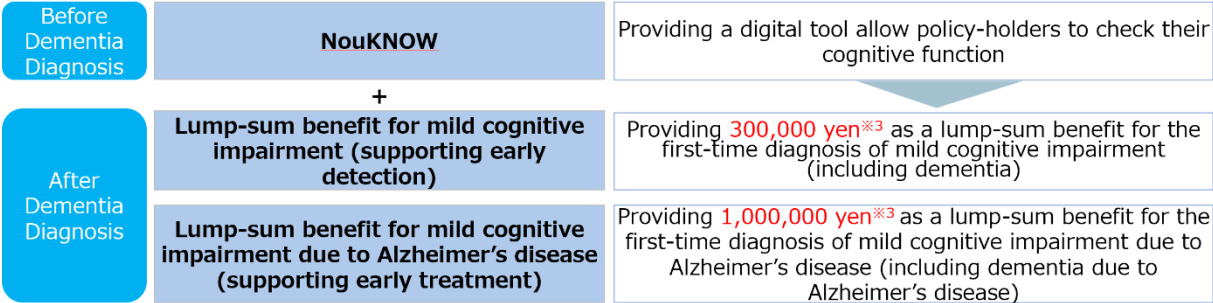 Before
Dementia
Diagnosis
NouKNOW
Providing a digital tool allow policy-holders to check their
cognitive function
+
After
Dementia
Diagnosis
Lump-sum benefit for mild cognitive
impairment (supporting early
detection)
Providing 300,000 yen※3 as a lump-sum benefit for the
first-time diagnosis of mild cognitive impairment
(including dementia)
Lump-sum benefit for mild cognitive
impairment due to Alzheimer’s disease
(supporting early treatment)
Providing 1,000,000 yen※3 as a lump-sum benefit for the
first-time diagnosis of mild cognitive impairment due to
Alzheimer’s disease (including dementia due to
Alzheimer’s disease)